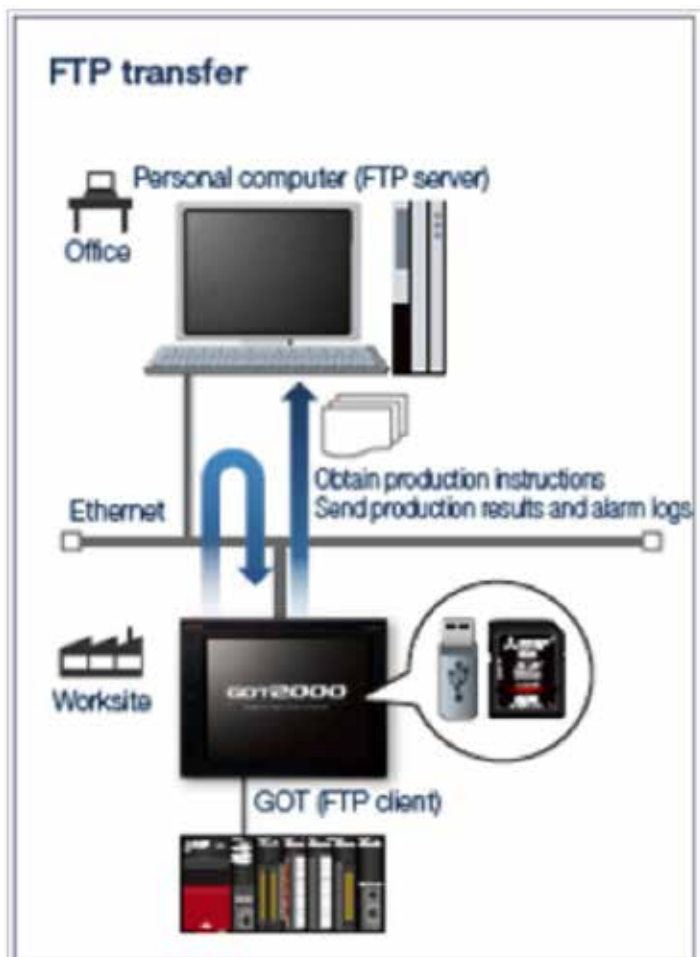 FTP transfer
Personal computer (FTP server)
Office
Obtain production instructions
Send production results and alarm logs
Ethernet
Worksite
GOT2000
GOT (FTP client)